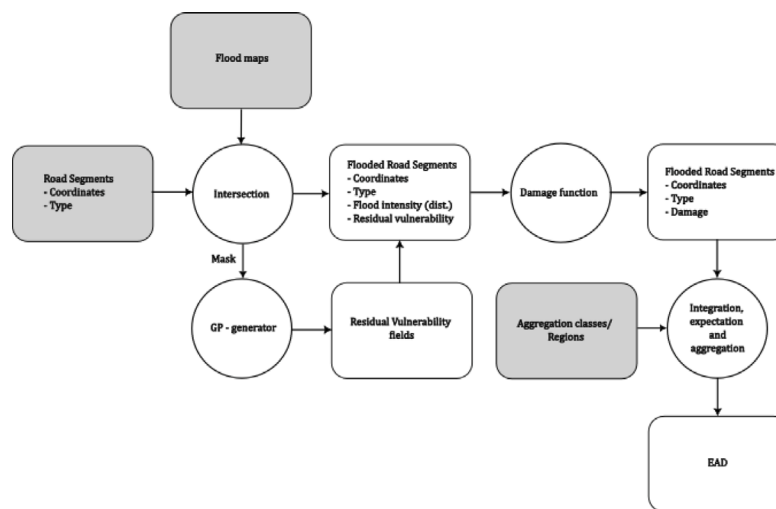 Flood maps
Road Segments
- Coordinates
- Type
Intersection
Flooded Road Segments
- Coordinates
- Type
- Flood intensity (dist.)
- Residual vulnerability
Damage function
Flooded Road Segments
- Coordinates
- Type
- Damage
Mask
GP - generator
Residual Vulnerability
fields
Aggregation classes/
Regions
Integration,
expectation
and
aggregation
EAD